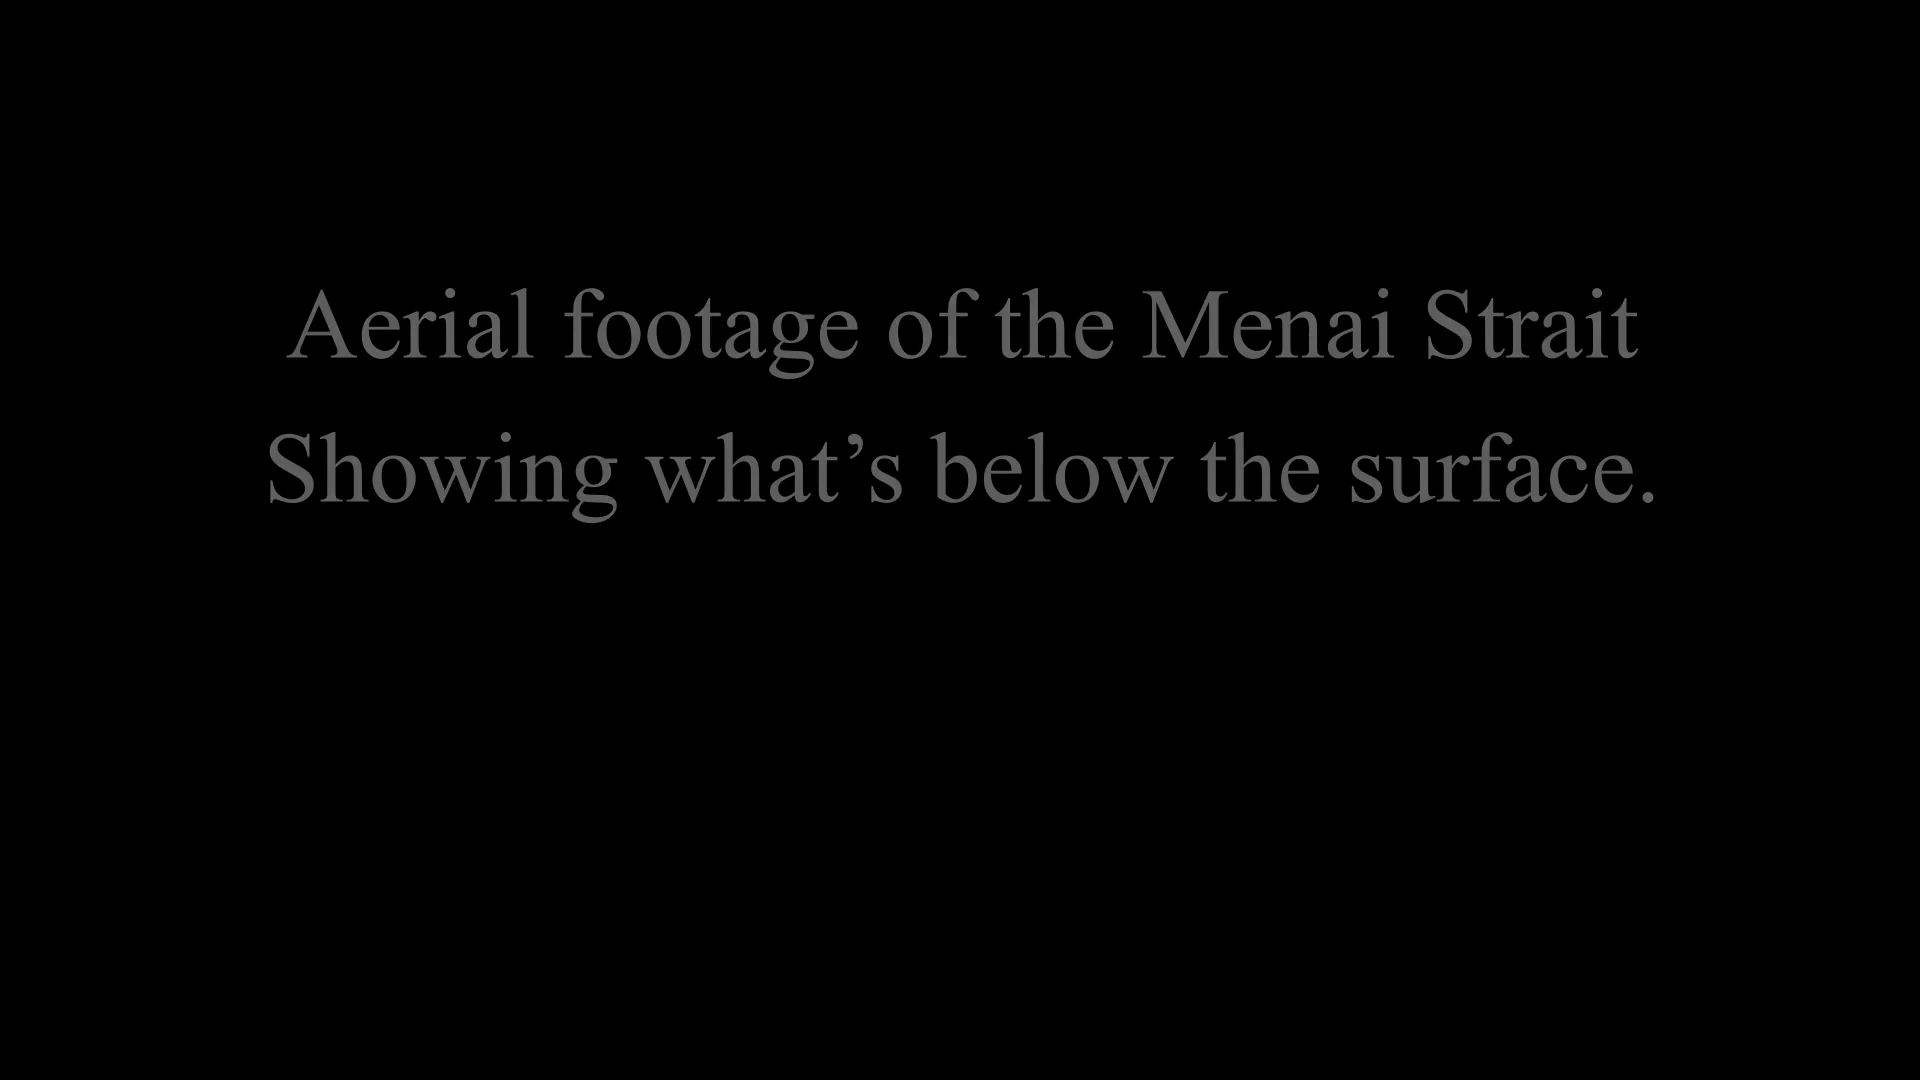 Aerial footage of the Menai Strait
Showing what’s below the surface.